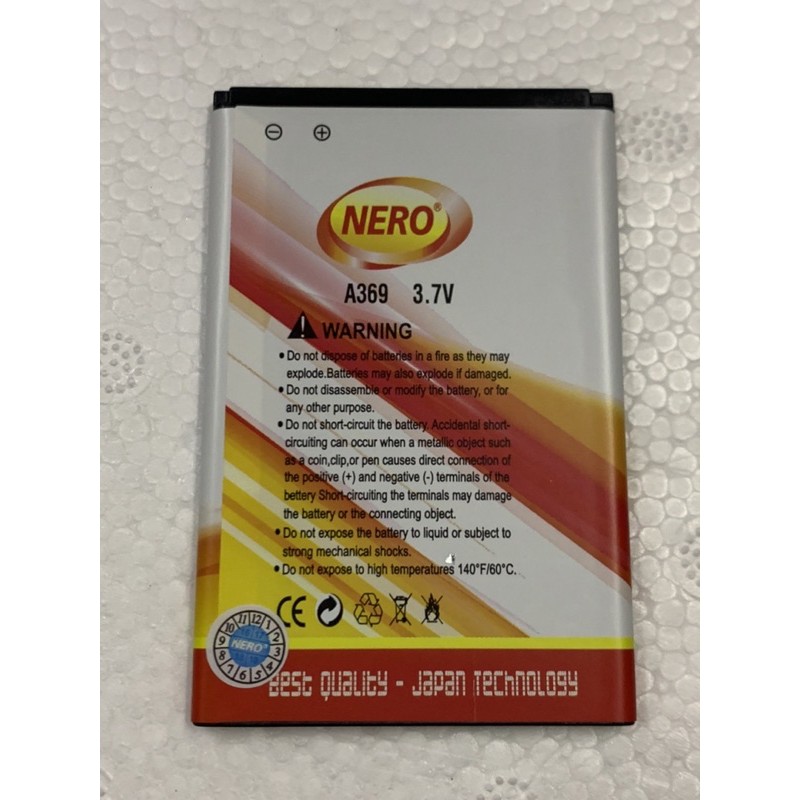 NERO®
A369 3.7V
WARNING
• Do not dispose of batteries in a fire as they may
explode.Batteries may also explode if damaged.
• Do not disassemble or modify the battery, or for
any other purpose.
• Do not short-circuit the battery. Accidental short-
circuiting can occur when a metallic object such
as a coin,clip,or pen causes direct connection of
the positive (+) and negative (-) terminals of the
bettery Short-circuiting the terminals may damage
the battery or the connecting object.
• Do not expose the battery to liquid or subject to
strong mechanical shocks.
• Do not expose to high temperatures 140°F/60°C.
CE
11 12 1 2 3 4 5 6 7 8 9 10
NERO®
Best Quality - Japan Technology